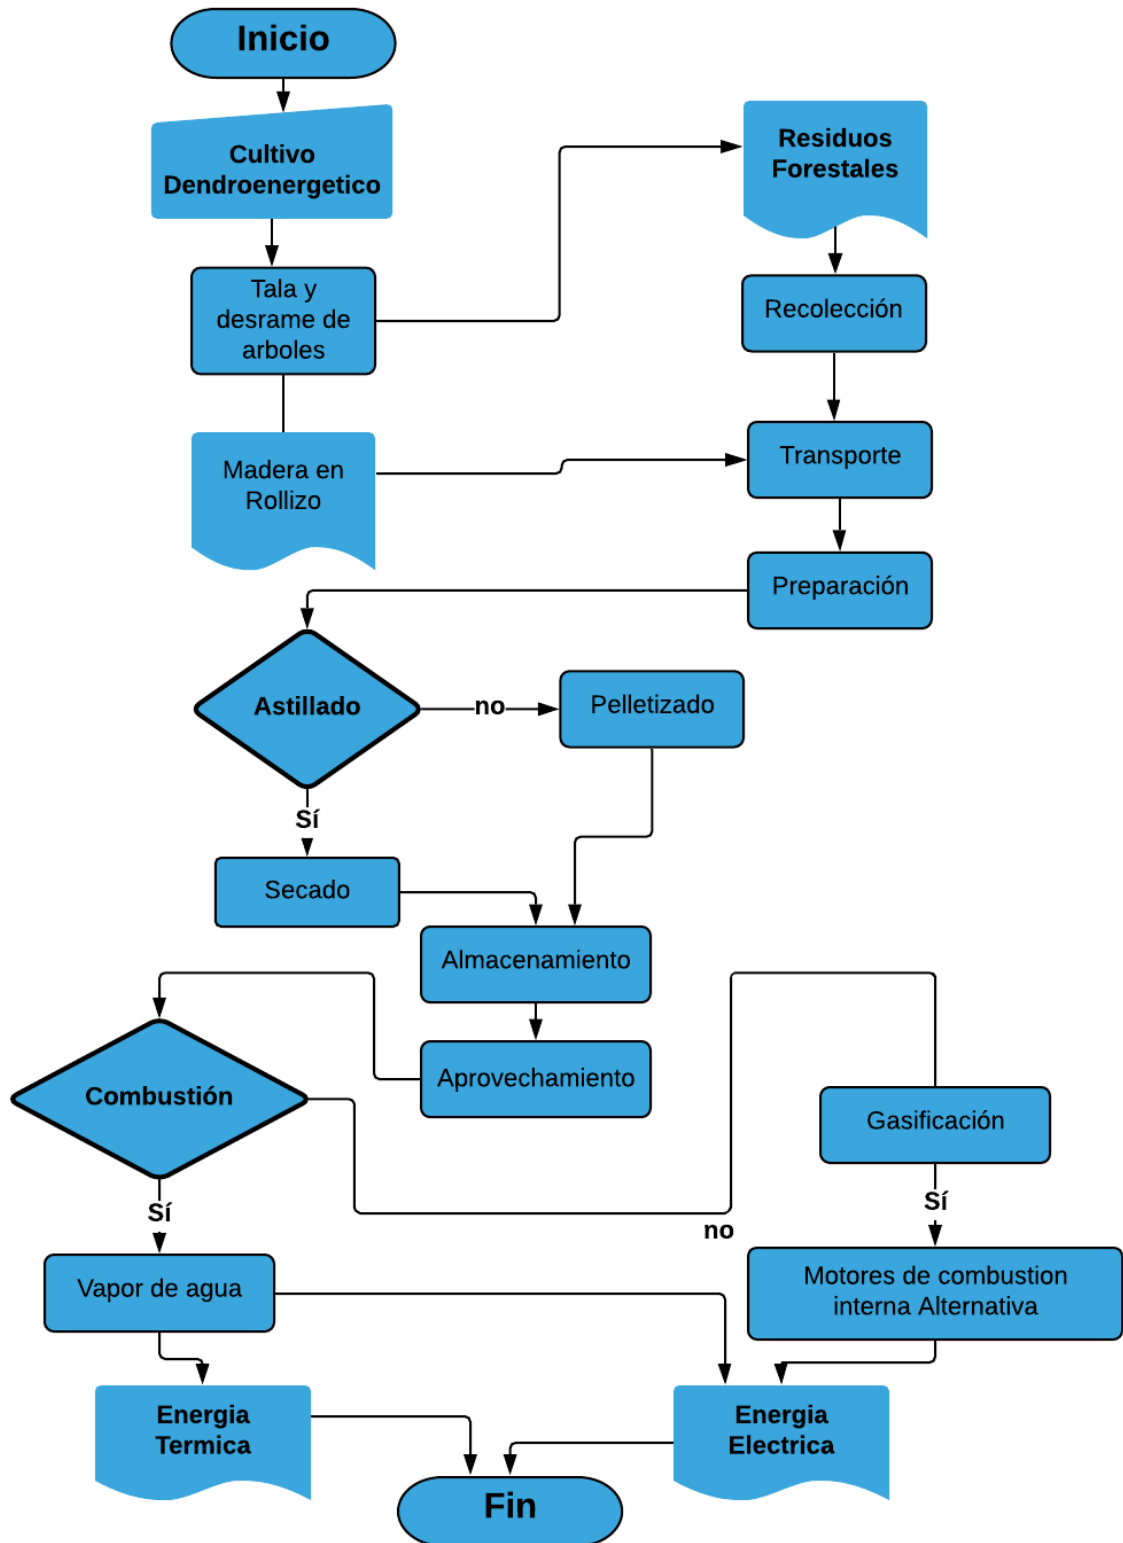 Inicio
Cultivo
Dendroenergetico
Residuos
Forestales
Tala y
desrame de
arboles
Recolección
Madera en
Rollizo
Transporte
Preparación
Astillado
no
Pelletizado
Sí
Secado
Almacenamiento
Aprovechamiento
Combustión
Gasificación
Sí
no
Sí
Vapor de agua
Motores de combustion
interna Alternativa
Energia
Termica
Energia
Electrica
Fin